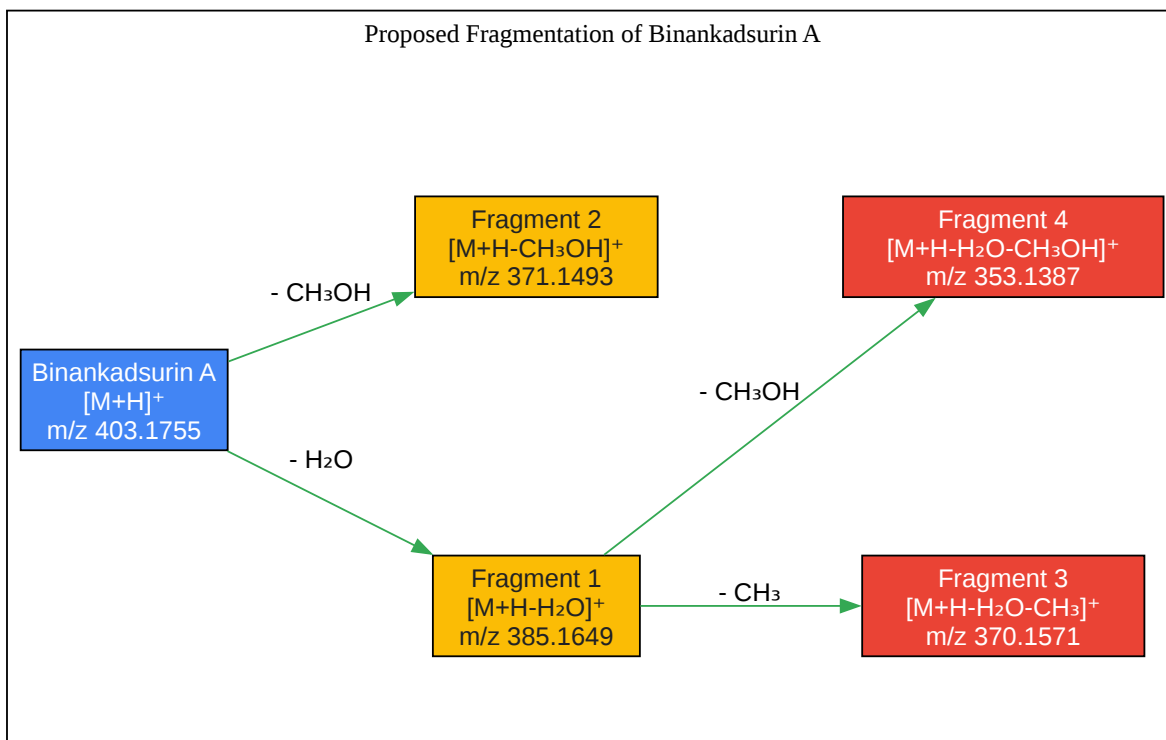 Proposed Fragmentation of Binankadsurin A
Fragment 2
[M+H-CH₃OH]⁺
m/z 371.1493
Fragment 4
[M+H-H₂O-CH₃OH]⁺
m/z 353.1387
- CH₃OH
Binankadsurin A
[M+H]⁺
m/z 403.1755
- CH₃OH
- H₂O
Fragment 1
[M+H-H₂O]⁺
m/z 385.1649
- CH₃
Fragment 3
[M+H-H₂O-CH₃]⁺
m/z 370.1571